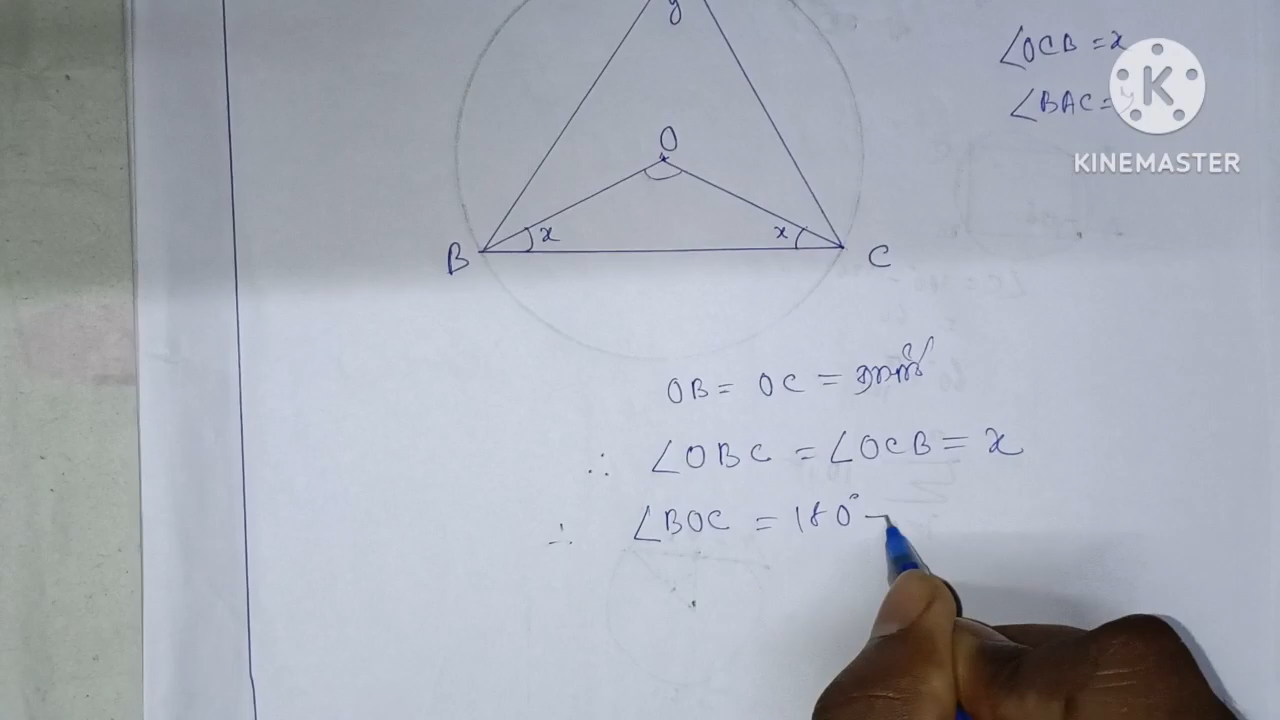 y
∠OCB = x
∠BAC = y
KINEMASTER
O
x x
B C
OB = OC = ആരം
∴ ∠OBC = ∠OCB = x
∴ ∠BOC = 180° -